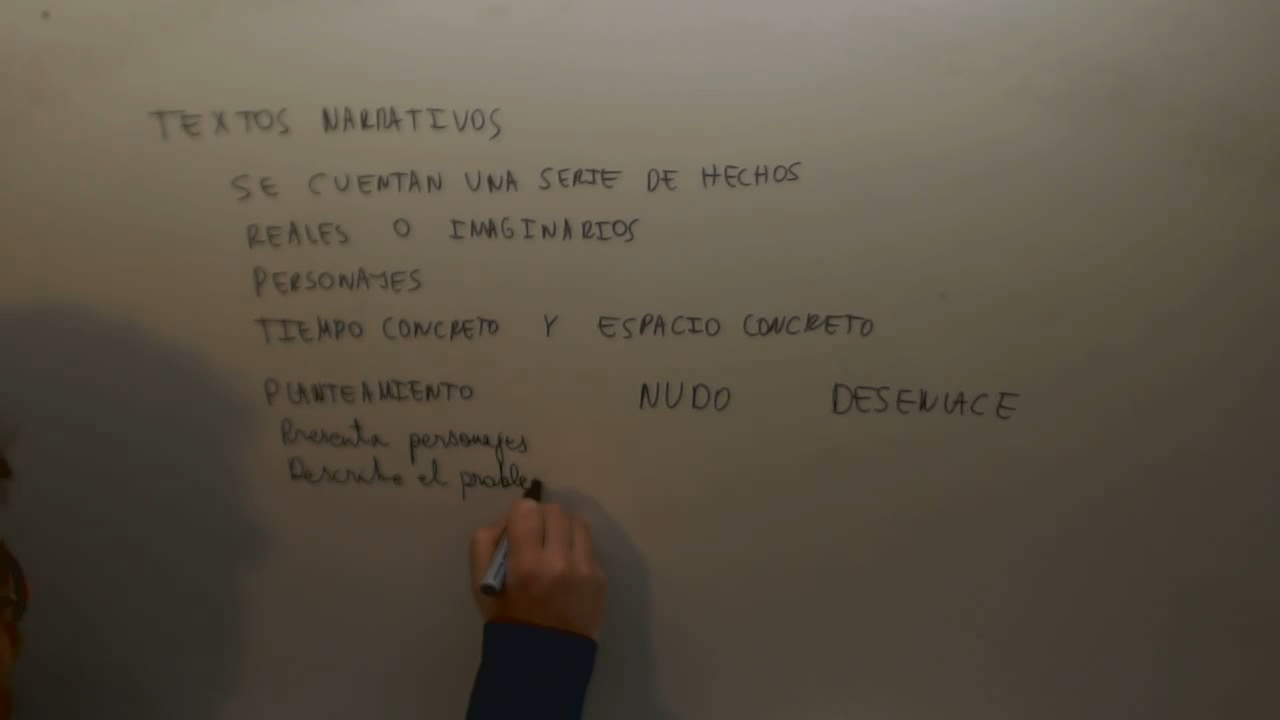 TEXTOS NARRATIVOS
SE CUENTAN UNA SERIE DE HECHOS
REALES O IMAGINARIOS
PERSONAJES
TIEMPO CONCRETO Y ESPACIO CONCRETO
PLANTEAMIENTO NUDO DESENLACE
Presenta personajes
Describe el proble